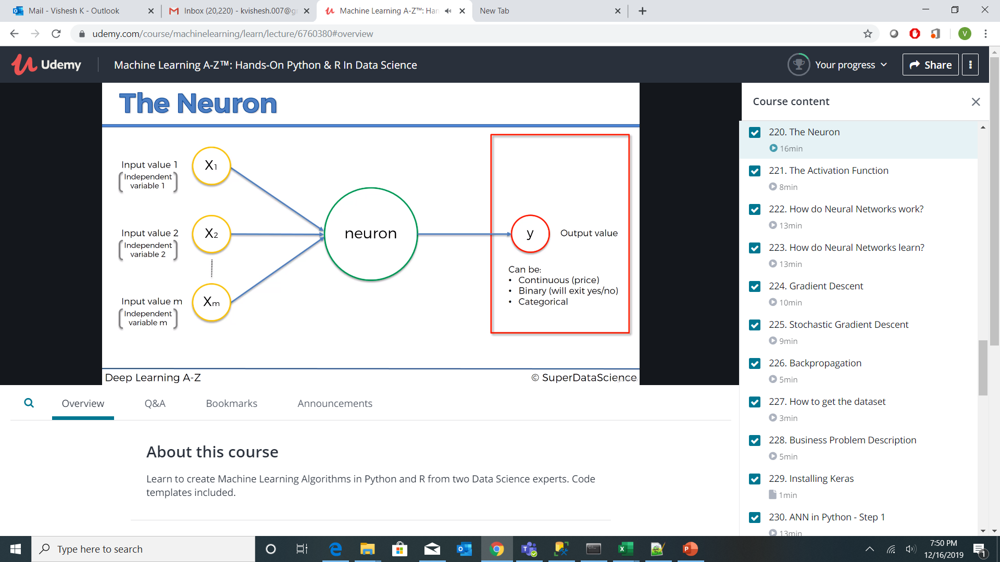 Mail - Vishesh K - Outlook
Inbox (20,220) - kvishesh.007@g
Machine Learning A-Z™: Han
New Tab
udemy.com/course/machinelearning/learn/lecture/6760380#overview
V
Udemy
Machine Learning A-Z™: Hands-On Python & R In Data Science
Your progress
Share
The Neuron
Input value 1
Independent
variable 1
X1
Input value 2
Independent
variable 2
X2
Input value m
Independent
variable m
Xm
neuron
y
Output value
Can be:
• Continuous (price)
• Binary (will exit yes/no)
• Categorical
Deep Learning A-Z
© SuperDataScience
Course content
220. The Neuron
16min
221. The Activation Function
8min
222. How do Neural Networks work?
13min
223. How do Neural Networks learn?
13min
224. Gradient Descent
10min
225. Stochastic Gradient Descent
9min
226. Backpropagation
5min
227. How to get the dataset
3min
228. Business Problem Description
5min
229. Installing Keras
1min
230. ANN in Python - Step 1
13min
Overview
Q&A
Bookmarks
Announcements
About this course
Learn to create Machine Learning Algorithms in Python and R from two Data Science experts. Code
templates included.
Type here to search
7:50 PM
12/16/2019
1